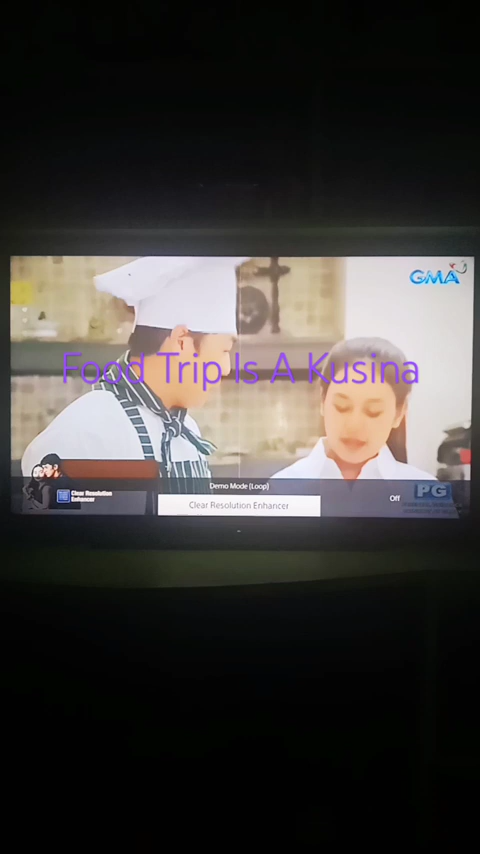 GMA
Food Trip Is A Kusina
Demo Mode (Loop)
Clear Resolution
Enhancer
Clear Resolution Enhancer
Off
PG